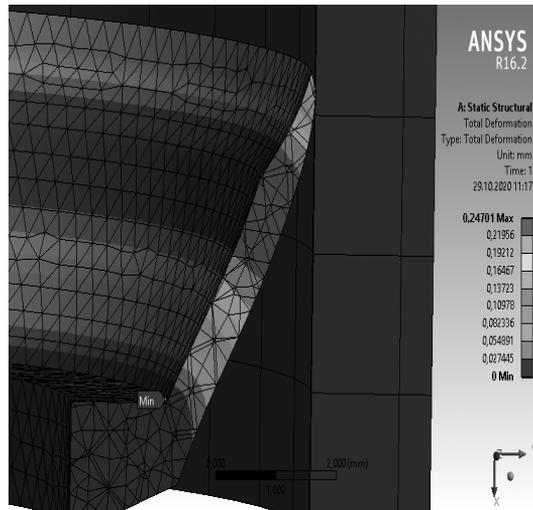 ANSYS
R16.2
A: Static Structural
Total Deformation
Type: Total Deformation
Unit: mm
Time: 1
29.10.2020 11:17
0,24701 Max
0,21956
0,19212
0,16467
0,13723
0,10978
0,082336
0,054891
0,027445
0 Min
Min
0,000
2,000 (mm)
1,000
X